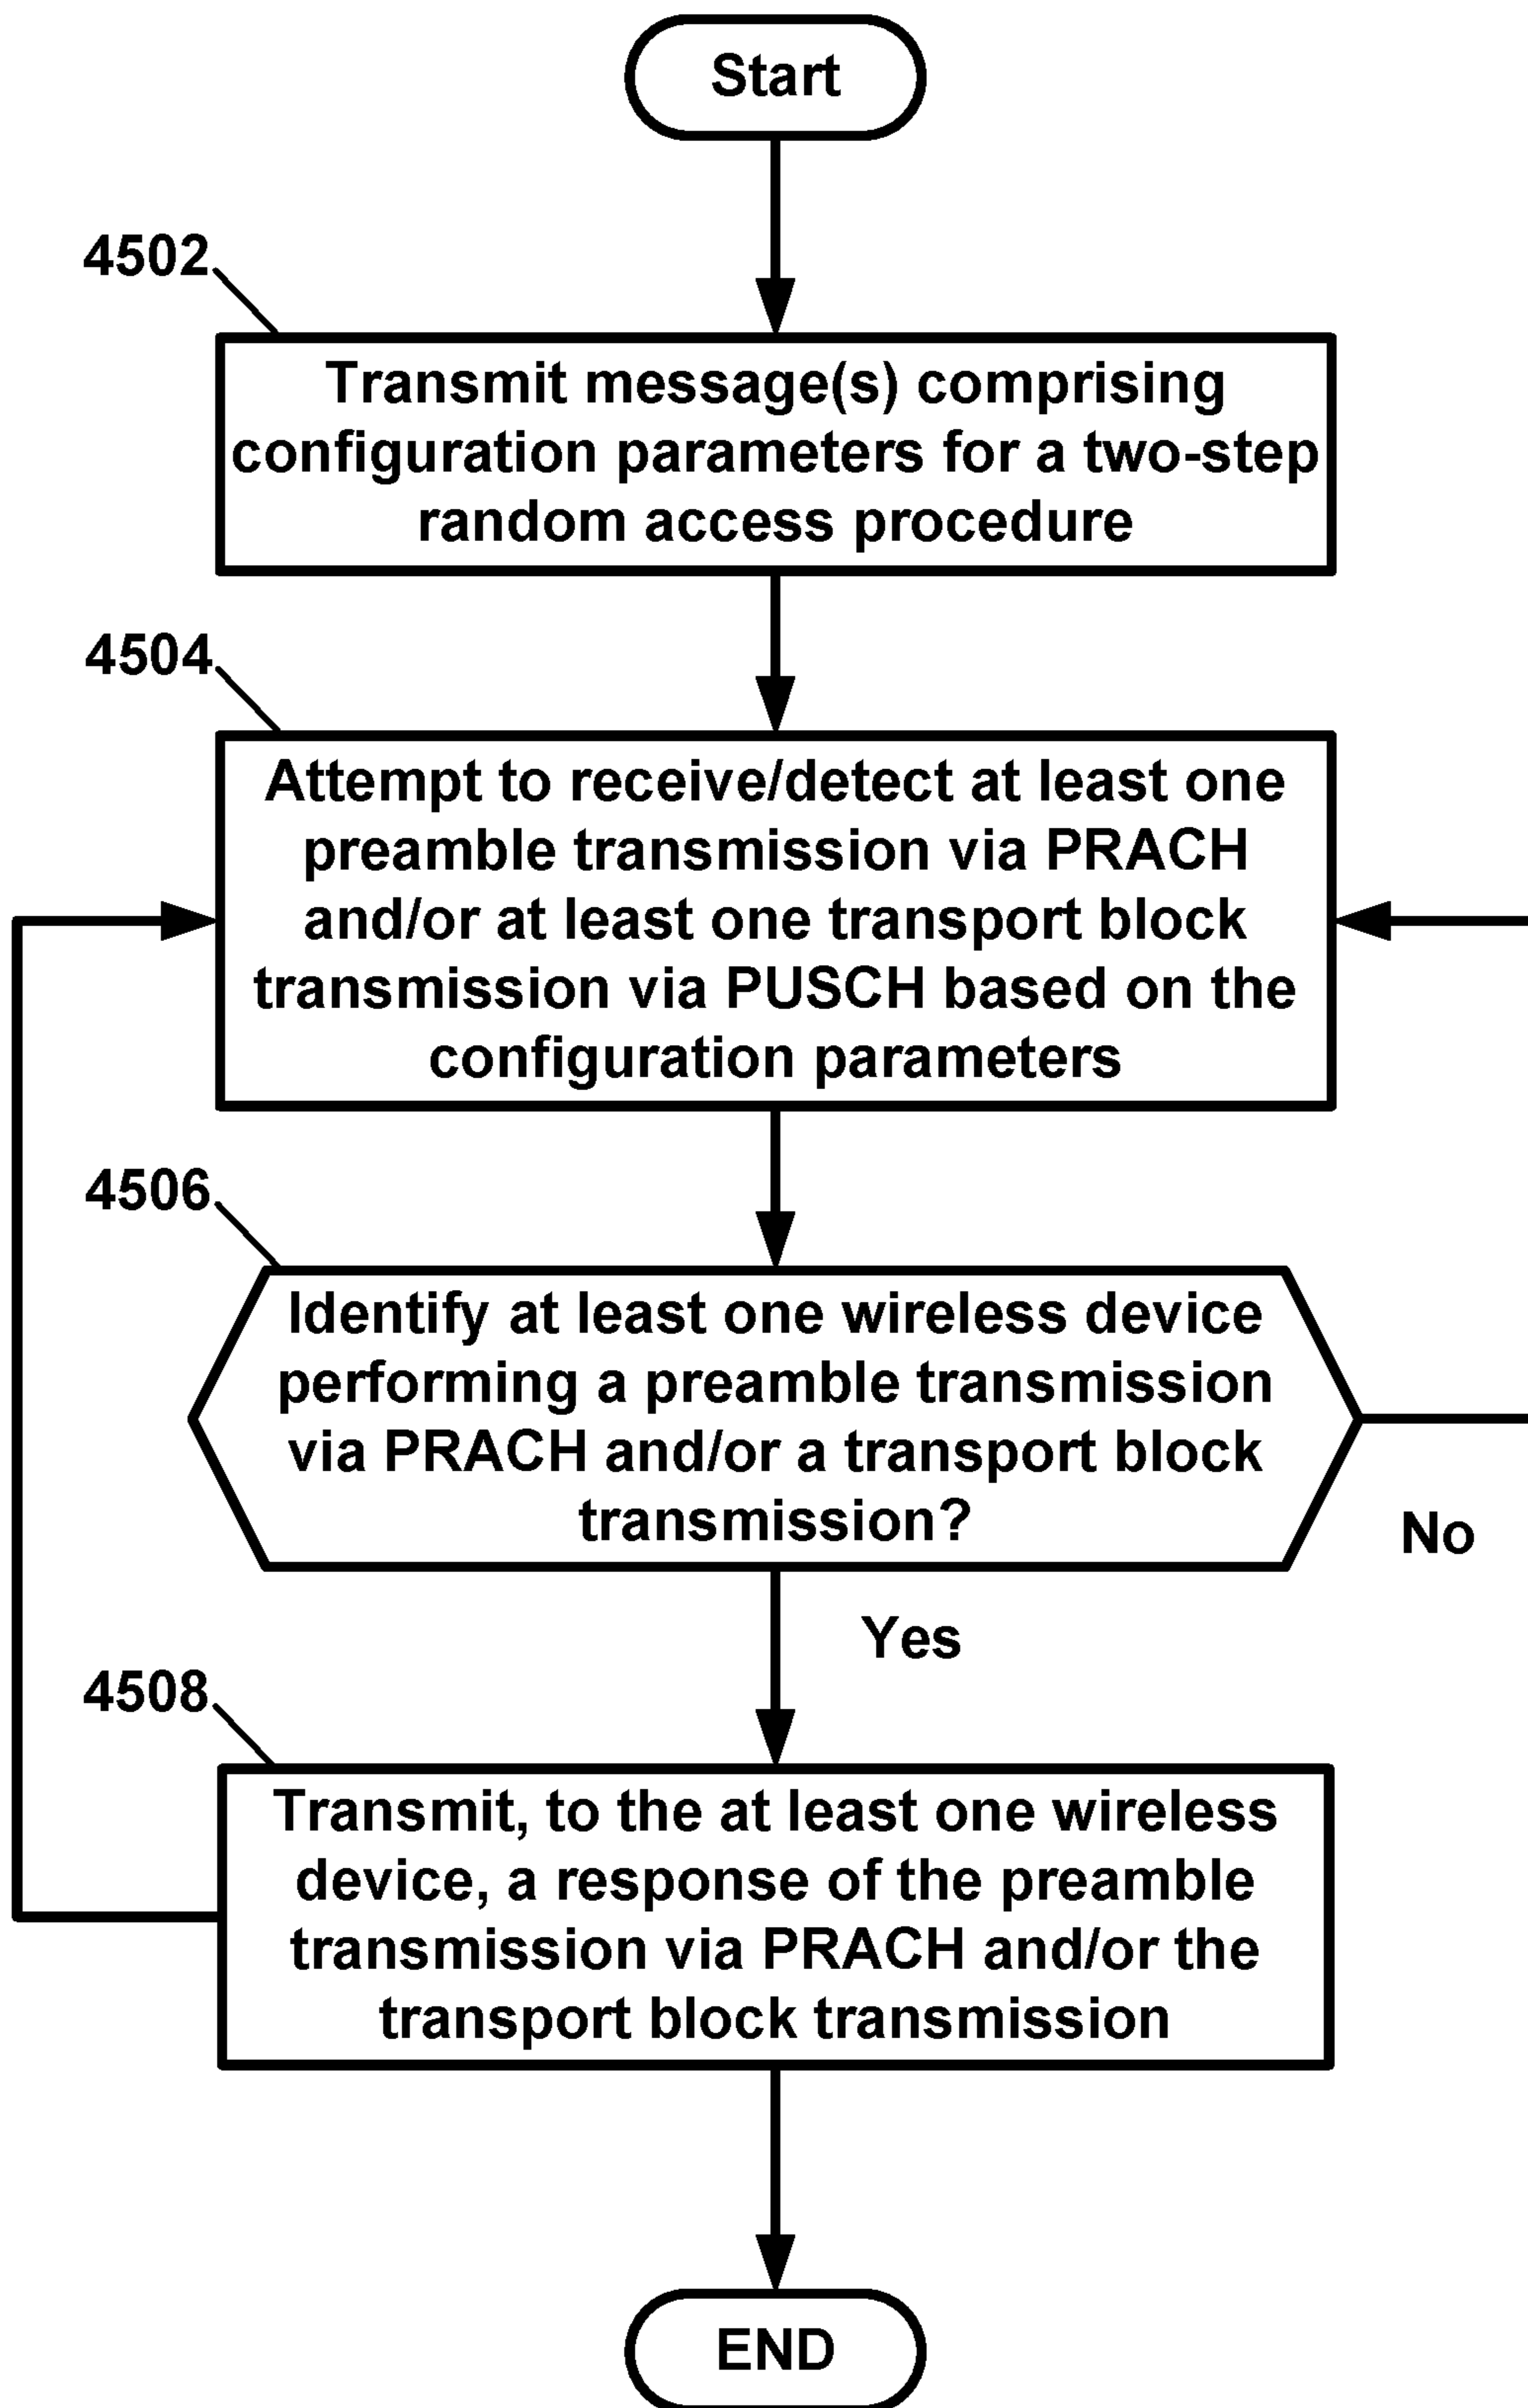 Start
4502
Transmit message(s) comprising
configuration parameters for a two-step
random access procedure
4504
Attempt to receive/detect at least one
preamble transmission via PRACH
and/or at least one transport block
transmission via PUSCH based on the
configuration parameters
4506
Identify at least one wireless device
performing a preamble transmission
via PRACH and/or a transport block
transmission?
No
Yes
4508
Transmit, to the at least one wireless
device, a response of the preamble
transmission via PRACH and/or the
transport block transmission
END